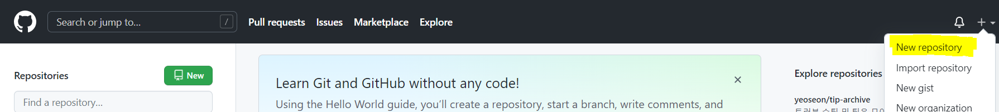 Search or jump to... /
Pull requests Issues Marketplace Explore
New repository
Import repository
New gist
New organization
Repositories
New
Find a repository...
Learn Git and GitHub without any code!
Using the Hello World guide, you’ll create a repository, start a branch, write comments, and
Explore repositories
yeoseon/tip-archive